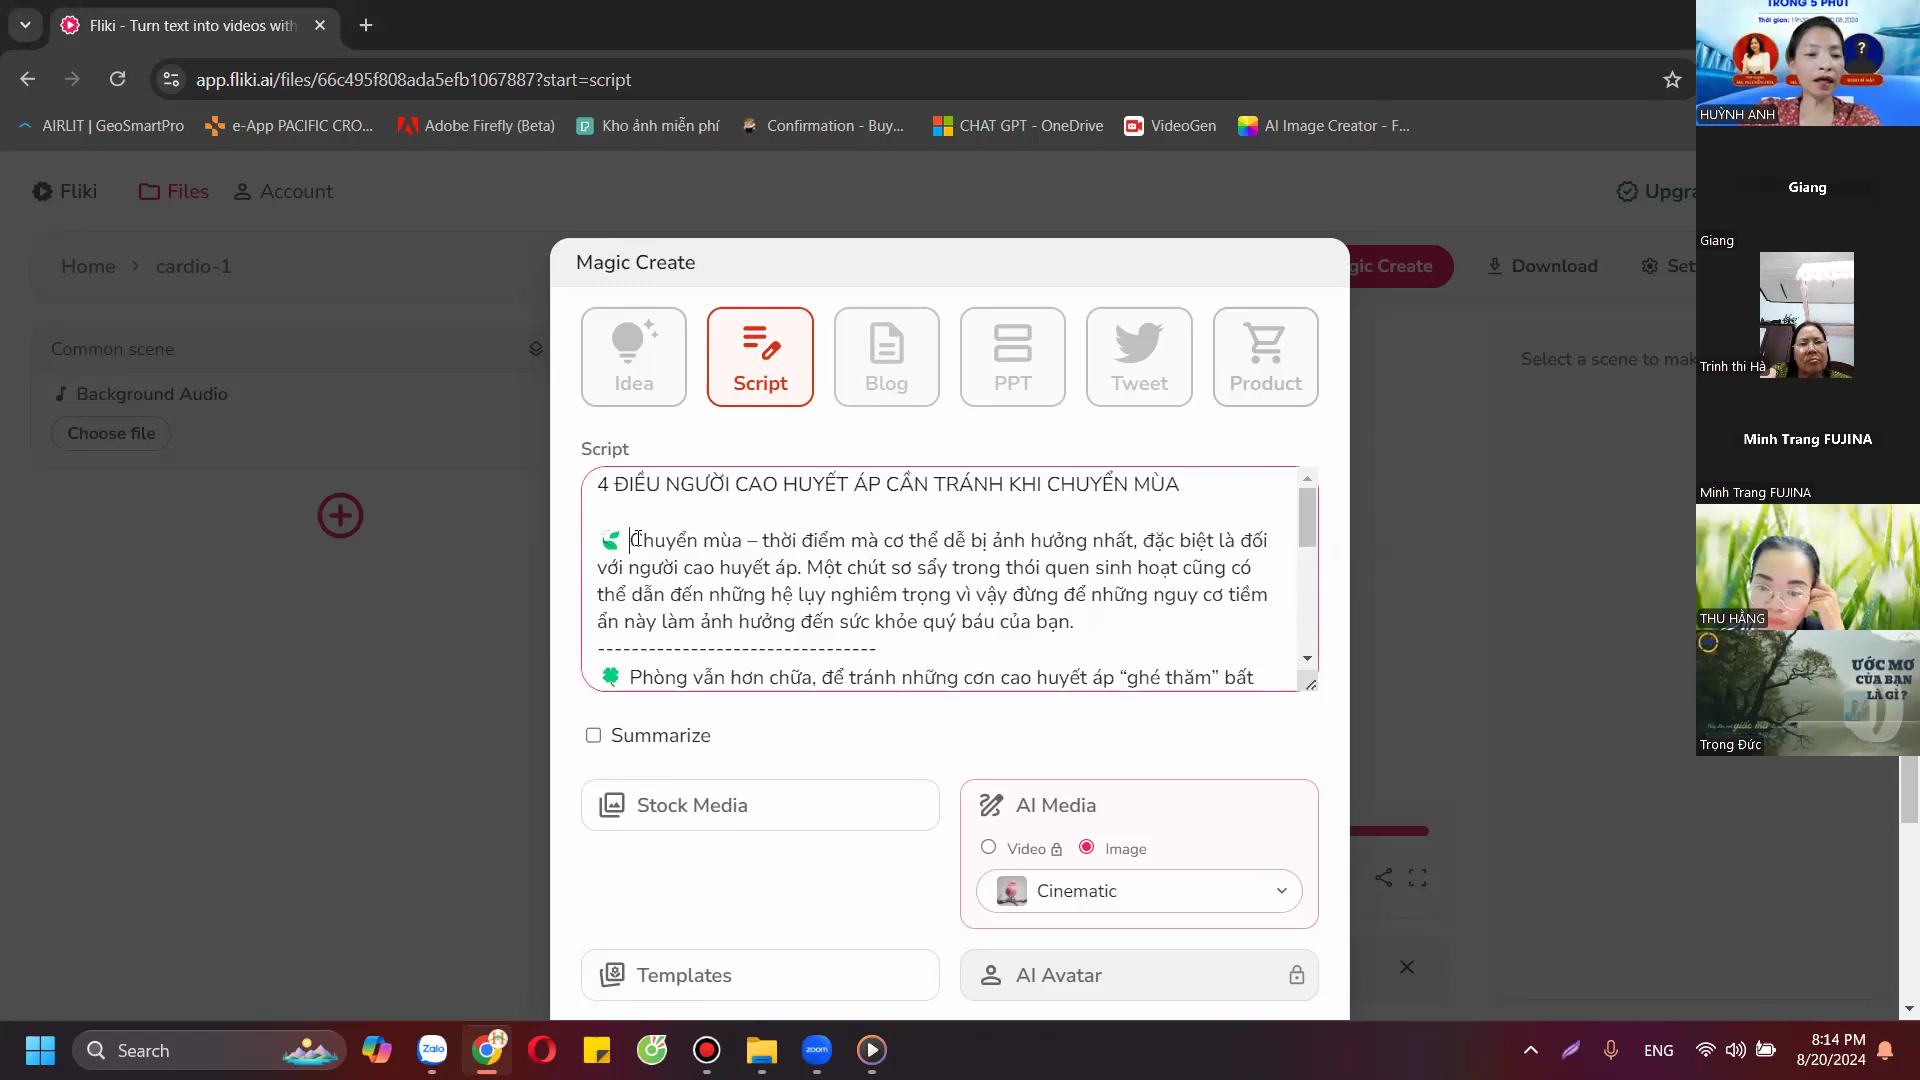 Fliki - Turn text into videos with
app.fliki.ai/files/66c495f808ada5efb1067887?start=script
AIRLIT | GeoSmartPro
e-App PACIFIC CRO...
Adobe Firefly (Beta)
Kho ảnh miễn phí
Confirmation - Buy...
CHAT GPT - OneDrive
VideoGen
AI Image Creator - F...
Fliki
Files
Account
Upgra
Home > cardio-1
gic Create
Download
Set
Common scene
Background Audio
Choose file
Select a scene to mak
Magic Create
Idea
Script
Blog
PPT
Tweet
Product
Script
4 ĐIỀU NGƯỜI CAO HUYẾT ÁP CẦN TRÁNH KHI CHUYỂN MÙA
🌿 Chuyển mùa – thời điểm mà cơ thể dễ bị ảnh hưởng nhất, đặc biệt là đối
với người cao huyết áp. Một chút sơ sẩy trong thói quen sinh hoạt cũng có
thể dẫn đến những hệ lụy nghiêm trọng vì vậy đừng để những nguy cơ tiềm
ẩn này làm ảnh hưởng đến sức khỏe quý báu của bạn.
---------------------------------
🍀 Phòng vẫn hơn chữa, để tránh những cơn cao huyết áp “ghé thăm” bất
Summarize
Stock Media
AI Media
Video
Image
Cinematic
Templates
AI Avatar
TRONG 5 PHÚT
HUỲNH ANH
Giang
Giang
Trinh thi Hà
Minh Trang FUJINA
Minh Trang FUJINA
THU HẰNG
ƯỚC MƠ
CỦA BẠN
LÀ GÌ ?
Trọng Đức
Search
Zalo
zoom
ENG
8:14 PM
8/20/2024